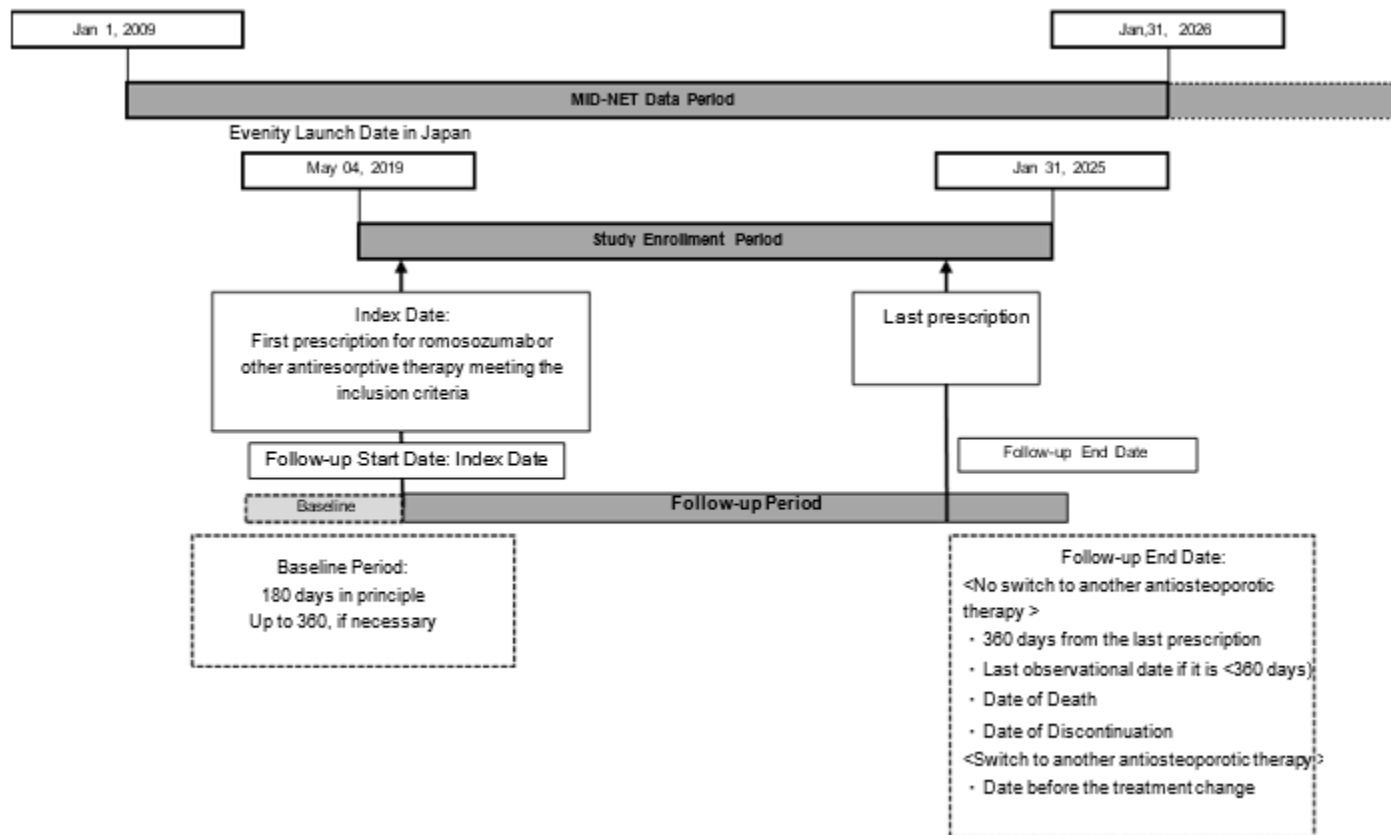 Jan 1, 2009
Jan,31, 2026
MID-NET Data Period
Evenity Launch Date in Japan
May 04, 2019
Jan 31, 2025
Study Enrollment Period
Index Date:
First prescription for romosozumab or
other antiresorptive therapy meeting the
inclusion criteria
Last prescription
Follow-up Start Date: Index Date
Follow-up End Date
Baseline
Follow-up Period
Baseline Period:
180 days in principle
Up to 360, if necessary
Follow-up End Date:
<No switch to another antiosteoporotic
therapy >
・ 360 days from the last prescription
・ Last observational date if it is <360 days)
・ Date of Death
・ Date of Discontinuation
<Switch to another antiosteoporotic therapy>
・ Date before the treatment change